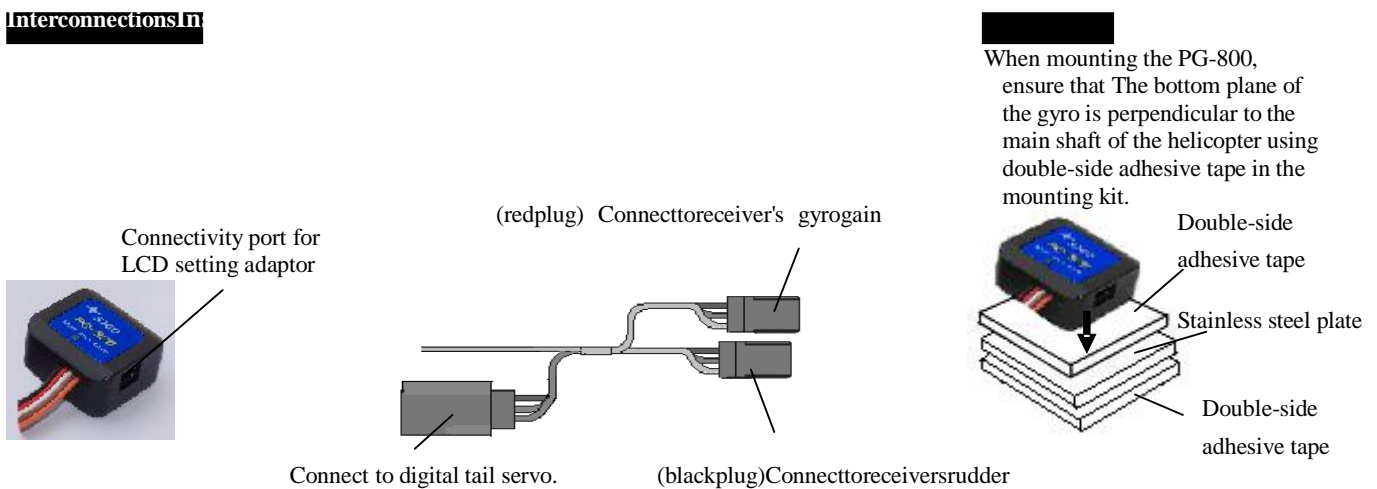 InterconnectionsIn
When mounting the PG-800,
ensure that The bottom plane of
the gyro is perpendicular to the
main shaft of the helicopter using
double-side adhesive tape in the
mounting kit.
(redplug) Connecttoreceiver's gyrogain
Connectivity port for
LCD setting adaptor
Double-side
adhesive tape
Stainless steel plate
Double-side
adhesive tape
Connect to digital tail servo.
(blackplug)Connecttoreceiversrudder